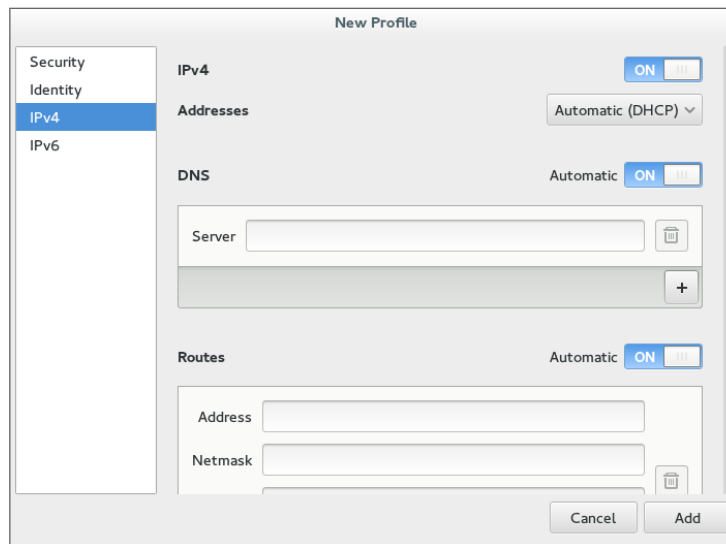 New Profile
Security
Identity
IPv4
IPv6
IPv4 ON
Addresses Automatic (DHCP)
DNS Automatic ON
Server
+
Routes Automatic ON
Address
Netmask
Cancel Add